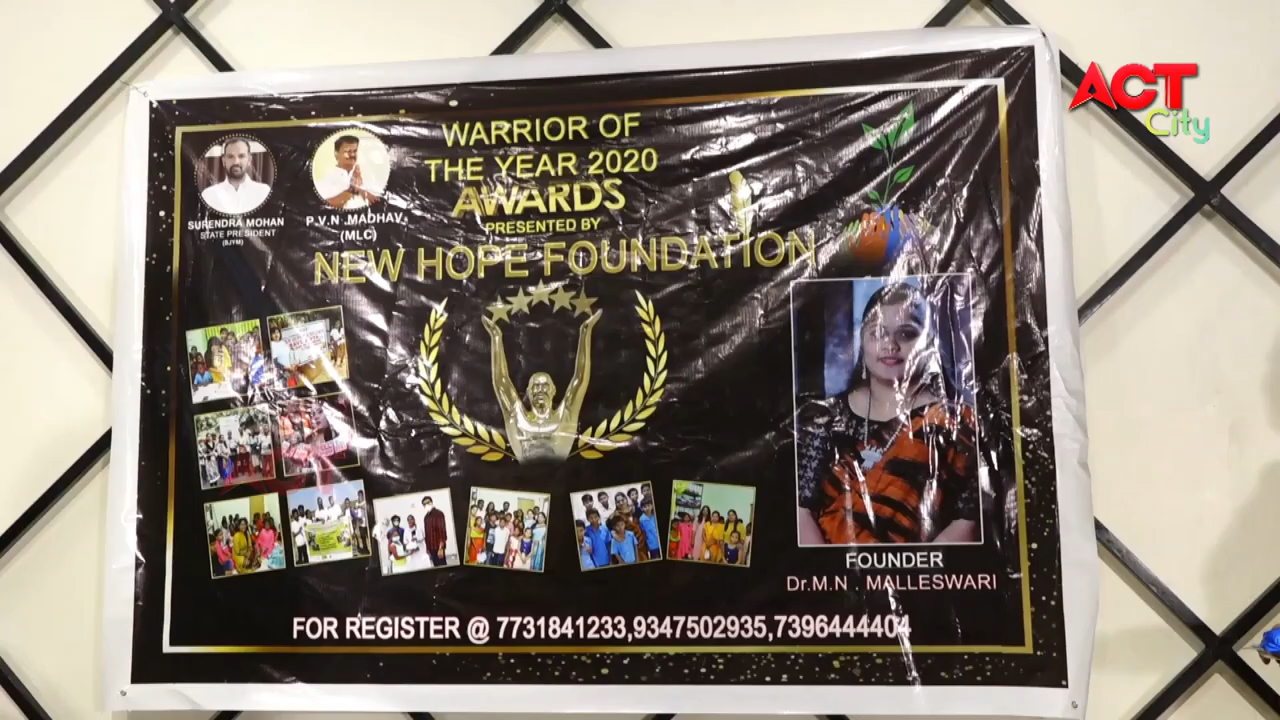 ACT
City
WARRIOR OF
THE YEAR 2020
AWARDS
PRESENTED BY
NEW HOPE FOUNDATION
SURENDRA MOHAN
STATE PRESIDENT
(BJYM)
P.V.N .MADHAV
(MLC)
FOUNDER
Dr.M.N . MALLESWARI
FOR REGISTER @ 7731841233,9347502935,7396444404